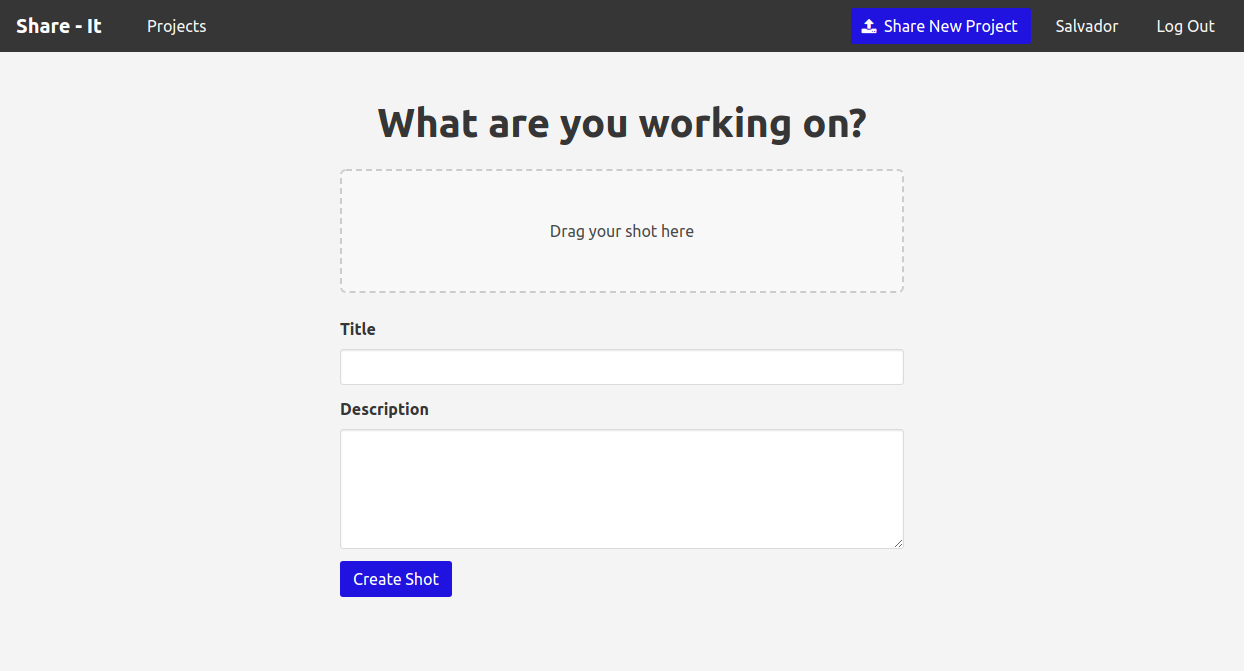 Share - It Projects Share New Project Salvador Log Out
What are you working on?
Drag your shot here
Title
Description
Create Shot